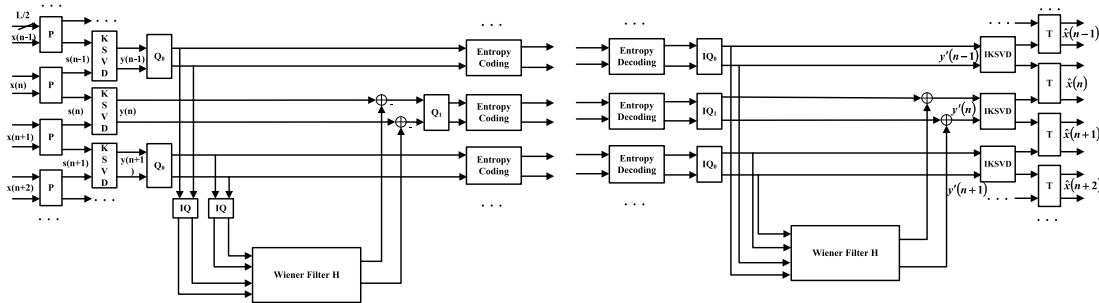 . . .
L/2
x(n-1)
P
. . .
K
S
V
D
s(n-1)
y(n-1)
Q0
Entropy
Coding
. . .
x(n)
P
K
S
V
D
s(n)
y(n)
-
-
Q1
Entropy
Coding
x(n+1)
P
K
S
V
D
s(n+1)
y(n+1
)
Q0
Entropy
Coding
x(n+2)
P
. . .
. . .
. . .
IQ
IQ
Wiener Filter H
. . .
. . .
. . .
T
x̂(n−1)
Entropy
Decoding
IQ0
y′(n−1)
IKSVD
T
x̂(n)
Entropy
Decoding
IQ1
y′(n)
IKSVD
T
x̂(n+1)
Entropy
Decoding
IQ0
y′(n+1)
IKSVD
T
x̂(n+2)
. . .
. . .
. . .
Wiener Filter H